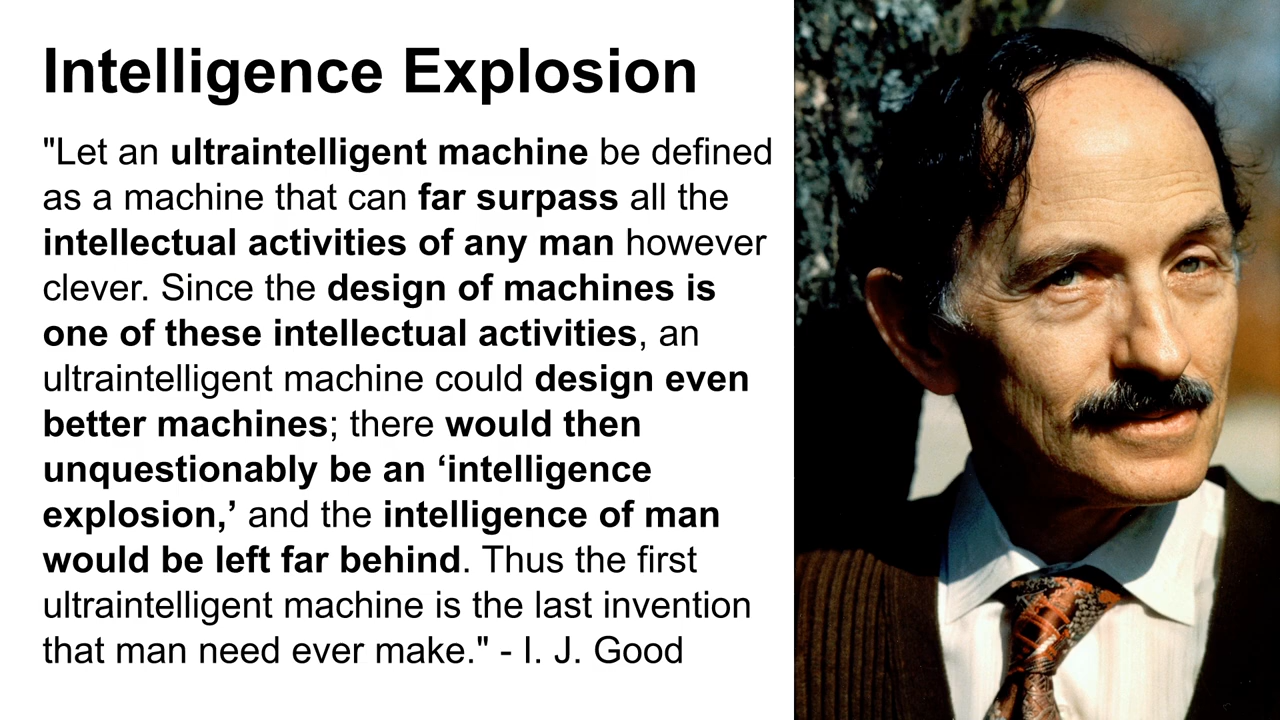 Intelligence Explosion
"Let an ultraintelligent machine be defined
as a machine that can far surpass all the
intellectual activities of any man however
clever. Since the design of machines is
one of these intellectual activities, an
ultraintelligent machine could design even
better machines; there would then
unquestionably be an ‘intelligence
explosion,’ and the intelligence of man
would be left far behind. Thus the first
ultraintelligent machine is the last invention
that man need ever make." - I. J. Good